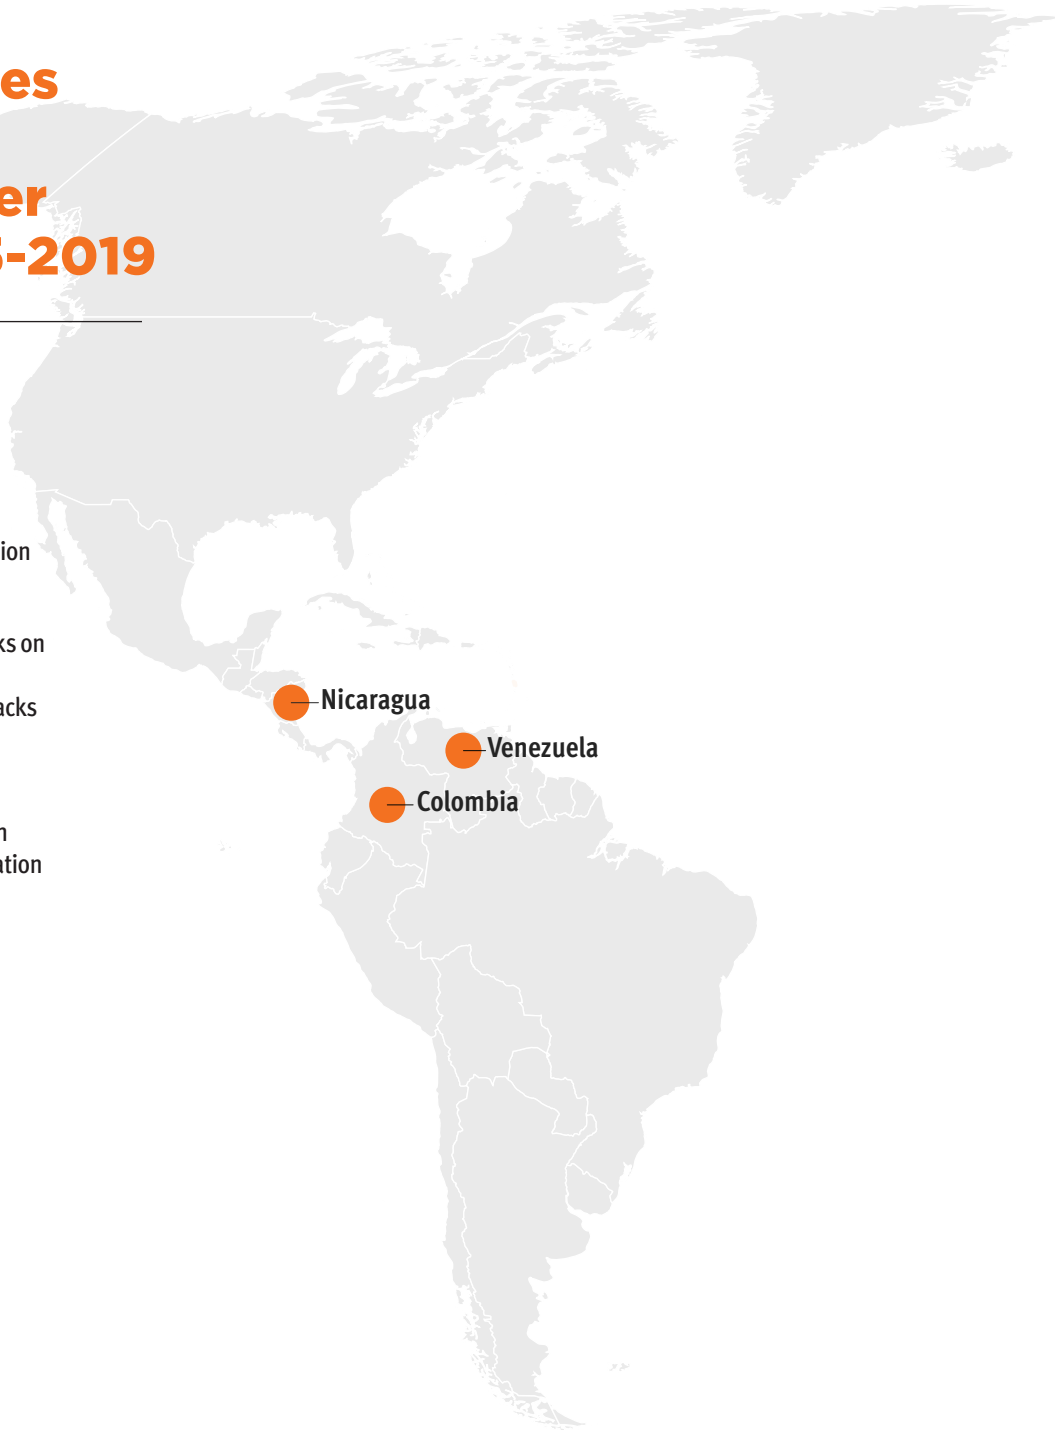 es
er
-2019
ion
ks on
acks
n
ation
Nicaragua
Venezuela
Colombia